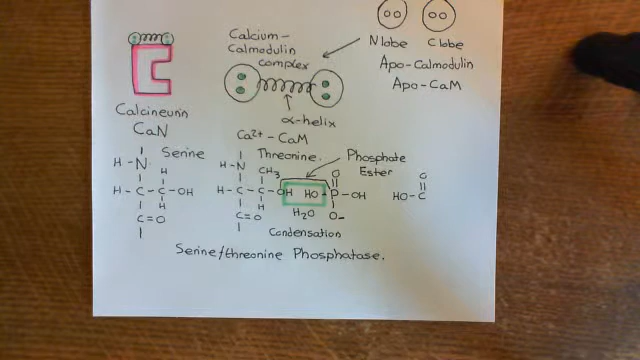 Calcium-
Calmodulin
complex
N lobe C lobe
Apo-Calmodulin
Apo-CaM
α-helix
Ca2+-CaM
Calcineurin
CaN
Serine
H-N
H
H-C-C-OH
H
C=O
Threonine
H-N
CH3
H-C-C-OH
H
C=O
Phosphate
Ester
O
HO-P-OH
O-
H2O
Condensation
O
HO-C
Serine/threonine Phosphatase.